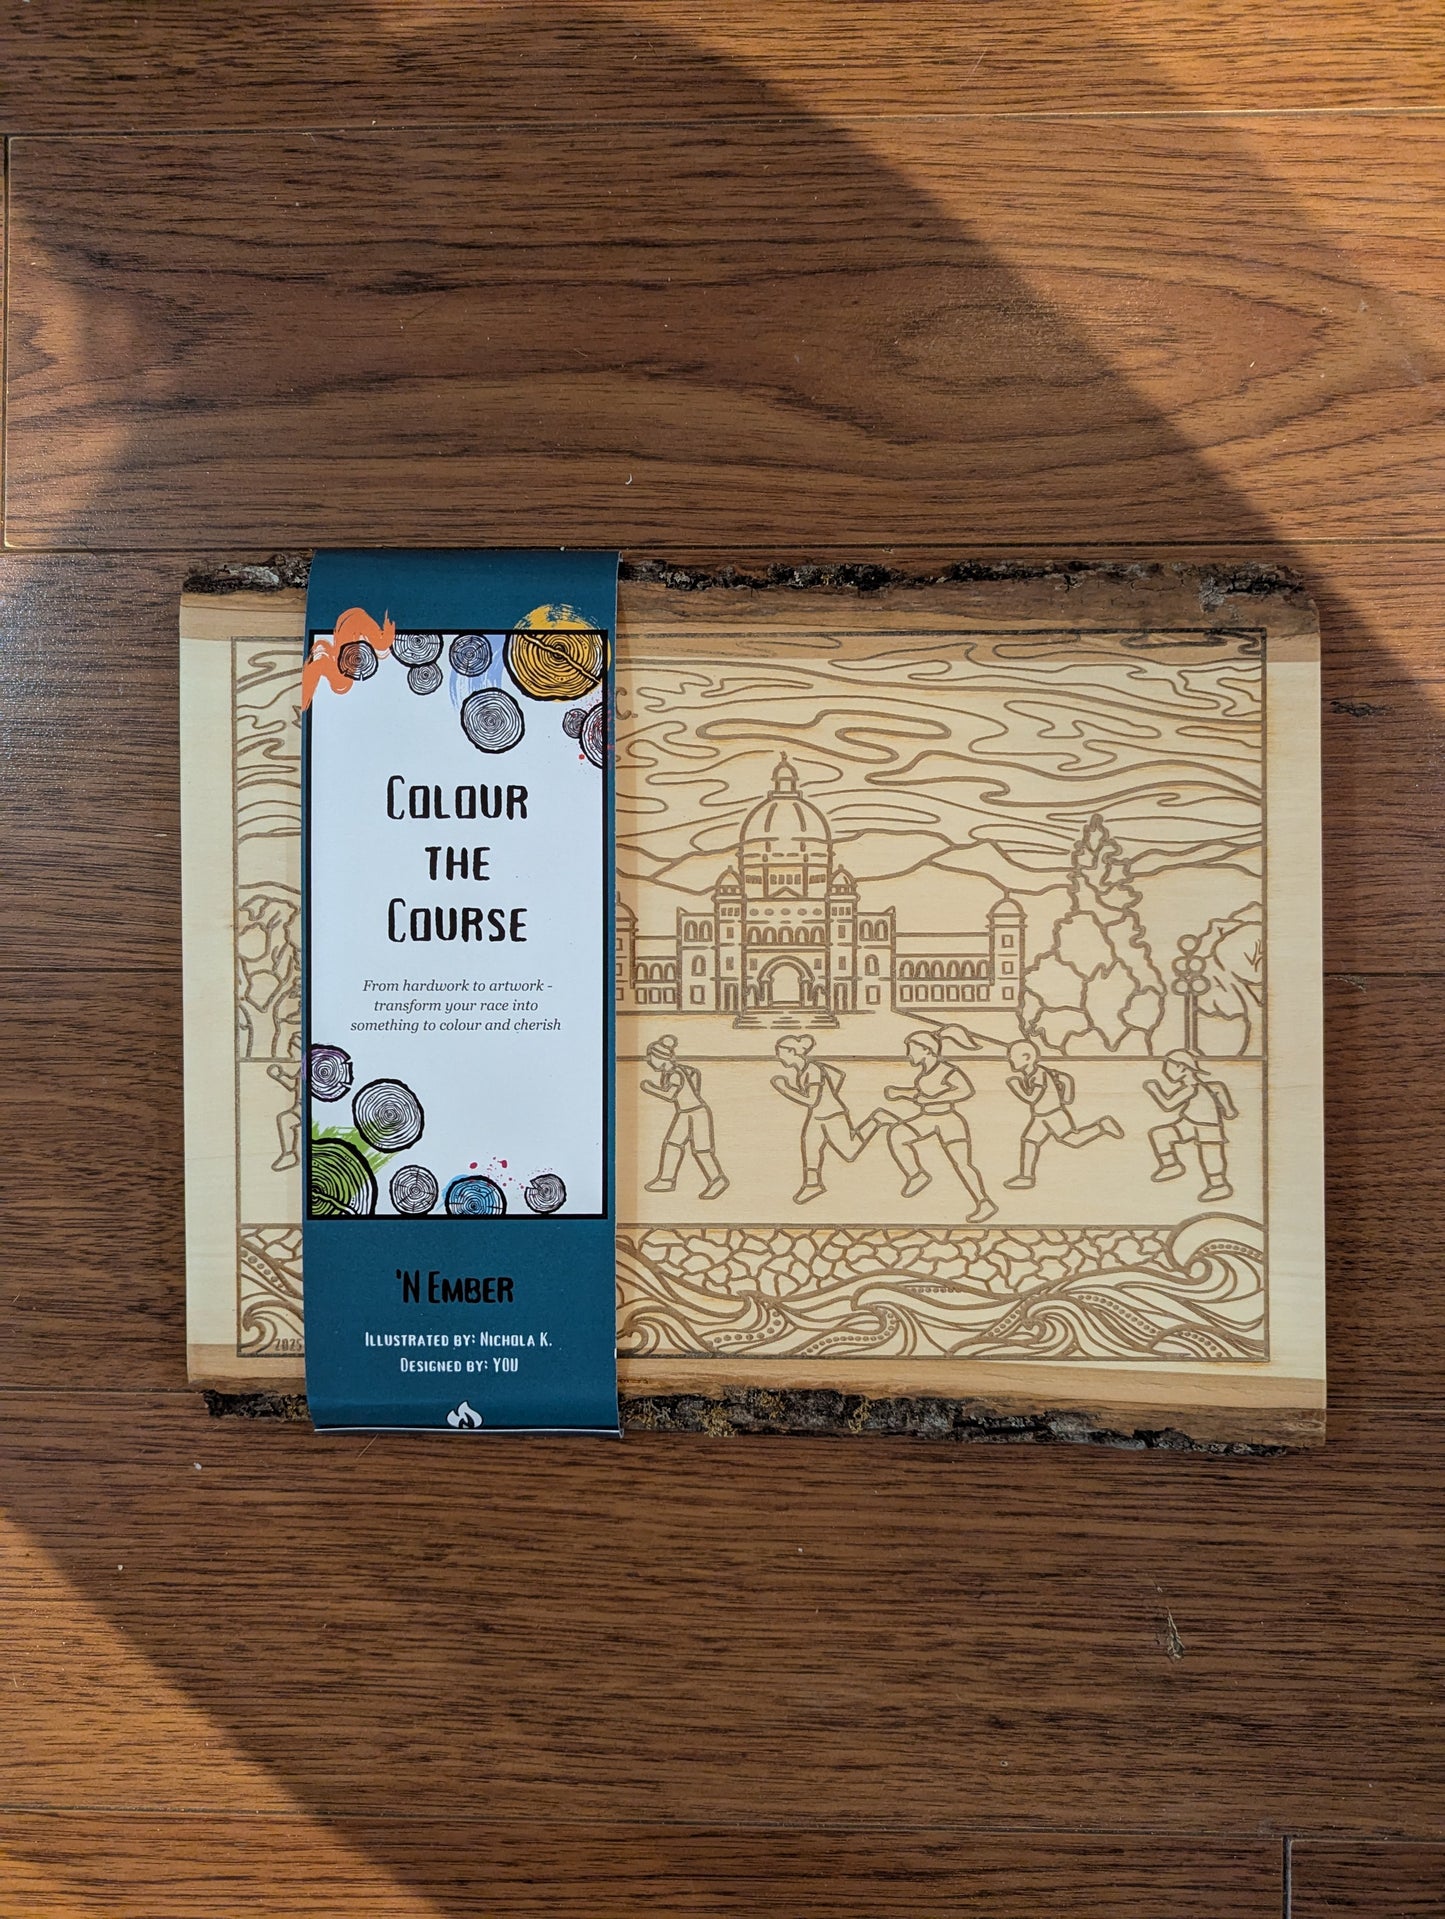 Colour
the
Course
From hardwork to artwork -
transform your race into
something to colour and cherish
'N Ember
Illustrated by: Nichola K.
Designed by: YOU
C.
2025